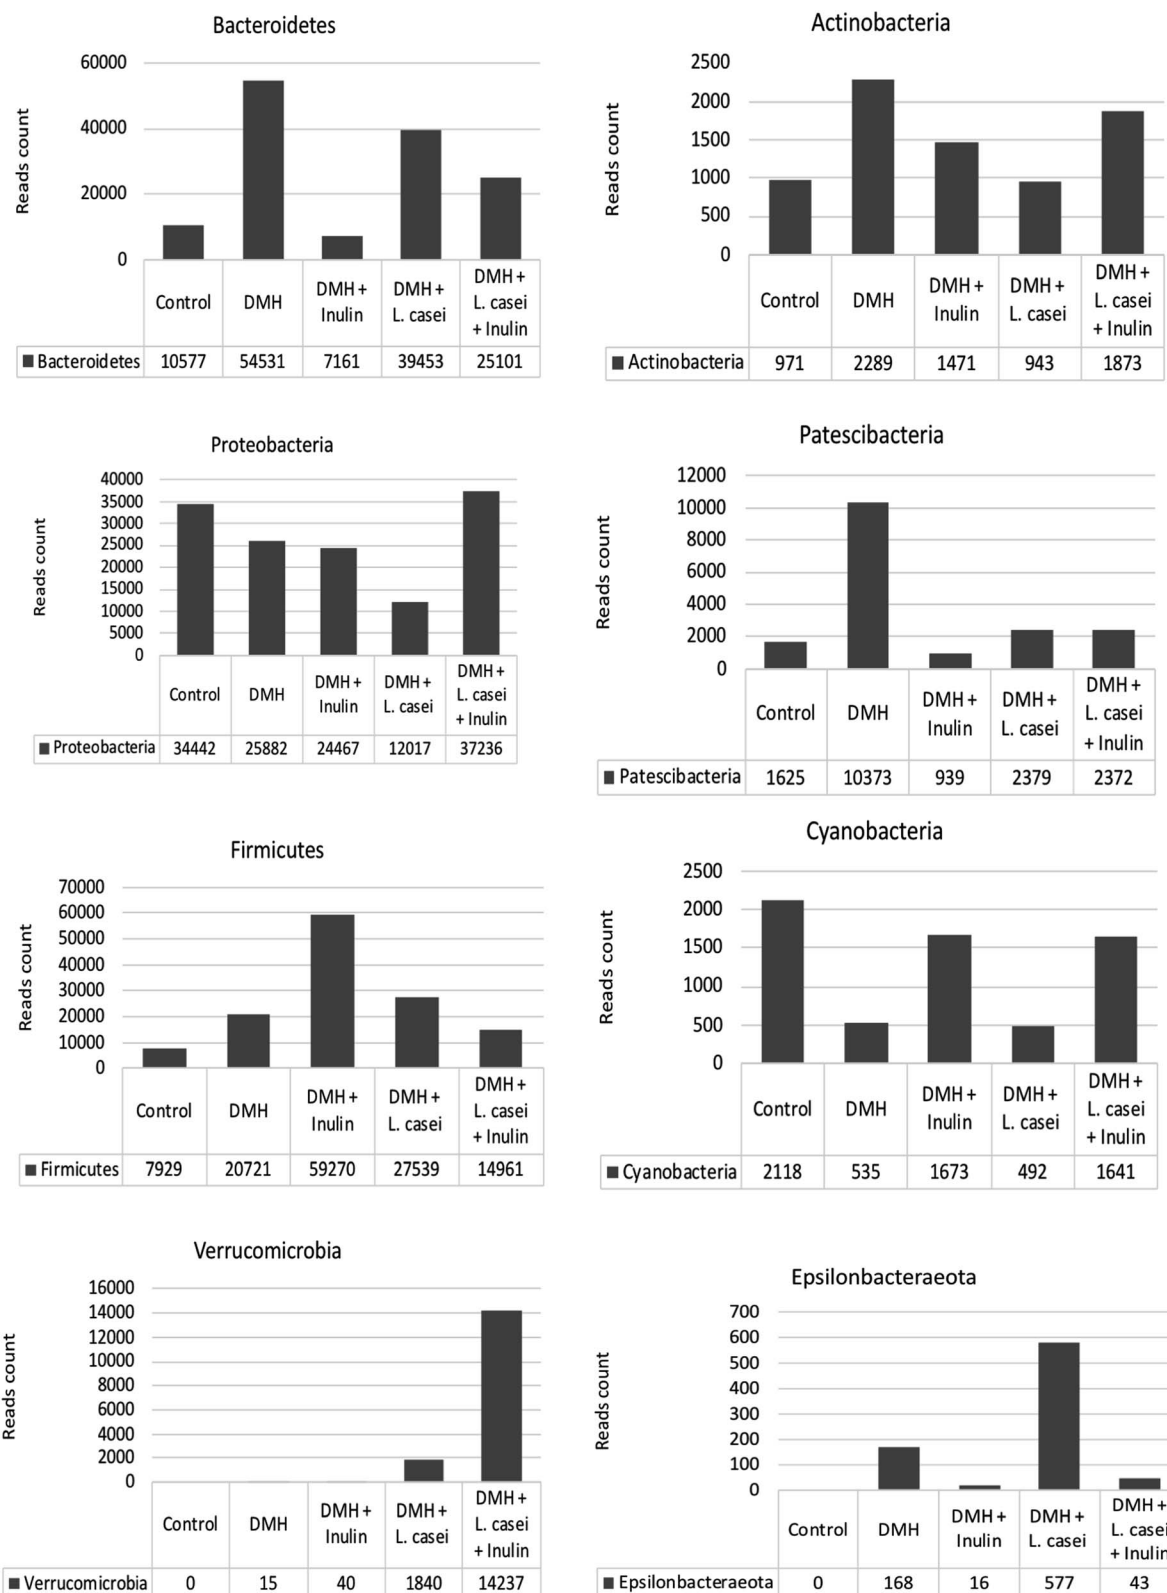 Bacteroidetes
Reads count
60000
40000
20000
0
Control DMH DMH + Inulin DMH + L. casei DMH + L. casei + Inulin
Bacteroidetes 10577 54531 7161 39453 25101
Actinobacteria
Reads count
2500
2000
1500
1000
500
0
Control DMH DMH + Inulin DMH + L. casei DMH + L. casei + Inulin
Actinobacteria 971 2289 1471 943 1873
Proteobacteria
Reads count
40000
35000
30000
25000
20000
15000
10000
5000
0
Control DMH DMH + Inulin DMH + L. casei DMH + L. casei + Inulin
Proteobacteria 34442 25882 24467 12017 37236
Patescibacteria
Reads count
12000
10000
8000
6000
4000
2000
0
Control DMH DMH + Inulin DMH + L. casei DMH + L. casei + Inulin
Patescibacteria 1625 10373 939 2379 2372
Firmicutes
Reads count
70000
60000
50000
40000
30000
20000
10000
0
Control DMH DMH + Inulin DMH + L. casei DMH + L. casei + Inulin
Firmicutes 7929 20721 59270 27539 14961
Cyanobacteria
Reads count
2500
2000
1500
1000
500
0
Control DMH DMH + Inulin DMH + L. casei DMH + L. casei + Inulin
Cyanobacteria 2118 535 1673 492 1641
Verrucomicrobia
Reads count
16000
14000
12000
10000
8000
6000
4000
2000
0
Control DMH DMH + Inulin DMH + L. casei DMH + L. casei + Inulin
Verrucomicrobia 0 15 40 1840 14237
Epsilonbacteraeota
Reads count
700
600
500
400
300
200
100
0
Control DMH DMH + Inulin DMH + L. casei DMH + L. casei + Inulin
Epsilonbacteraeota 0 168 16 577 43